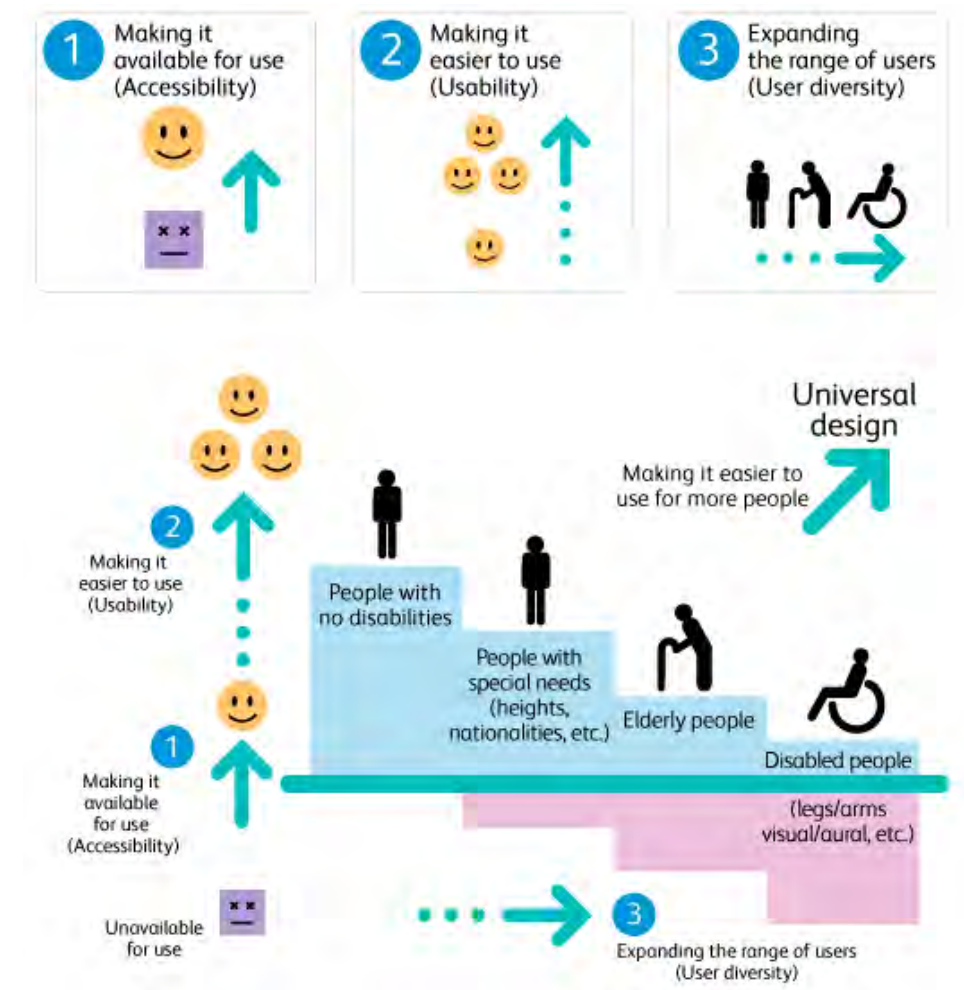 1
Making it
available for use
(Accessibility)
2
Making it
easier to use
(Usability)
3
Expanding
the range of users
(User diversity)
Universal
design
Making it easier to
use for more people
2
Making it
easier to use
(Usability)
People with
no disabilities
People with
special needs
(heights,
nationalities, etc.)
Elderly people
Disabled people
(legs/arms
visual/aural, etc.)
1
Making it
available
for use
(Accessibility)
Unavailable
for use
3
Expanding the range of users
(User diversity)